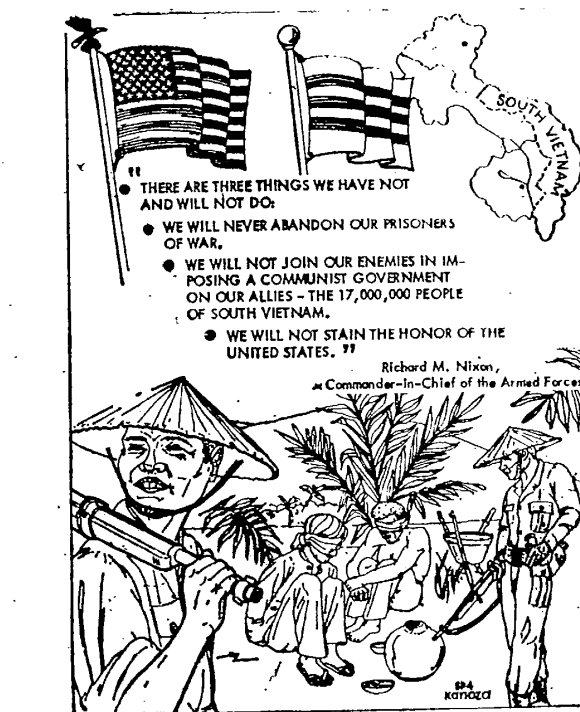 SOUTH VIETNAM
"
THERE ARE THREE THINGS WE HAVE NOT
AND WILL NOT DO:
WE WILL NEVER ABANDON OUR PRISONERS
OF WAR.
WE WILL NOT JOIN OUR ENEMIES IN IM-
POSING A COMMUNIST GOVERNMENT
ON OUR ALLIES - THE 17,000,000 PEOPLE
OF SOUTH VIETNAM.
WE WILL NOT STAIN THE HONOR OF THE
UNITED STATES. "
Richard M. Nixon,
Commander-in-Chief of the Armed Forces
SP4